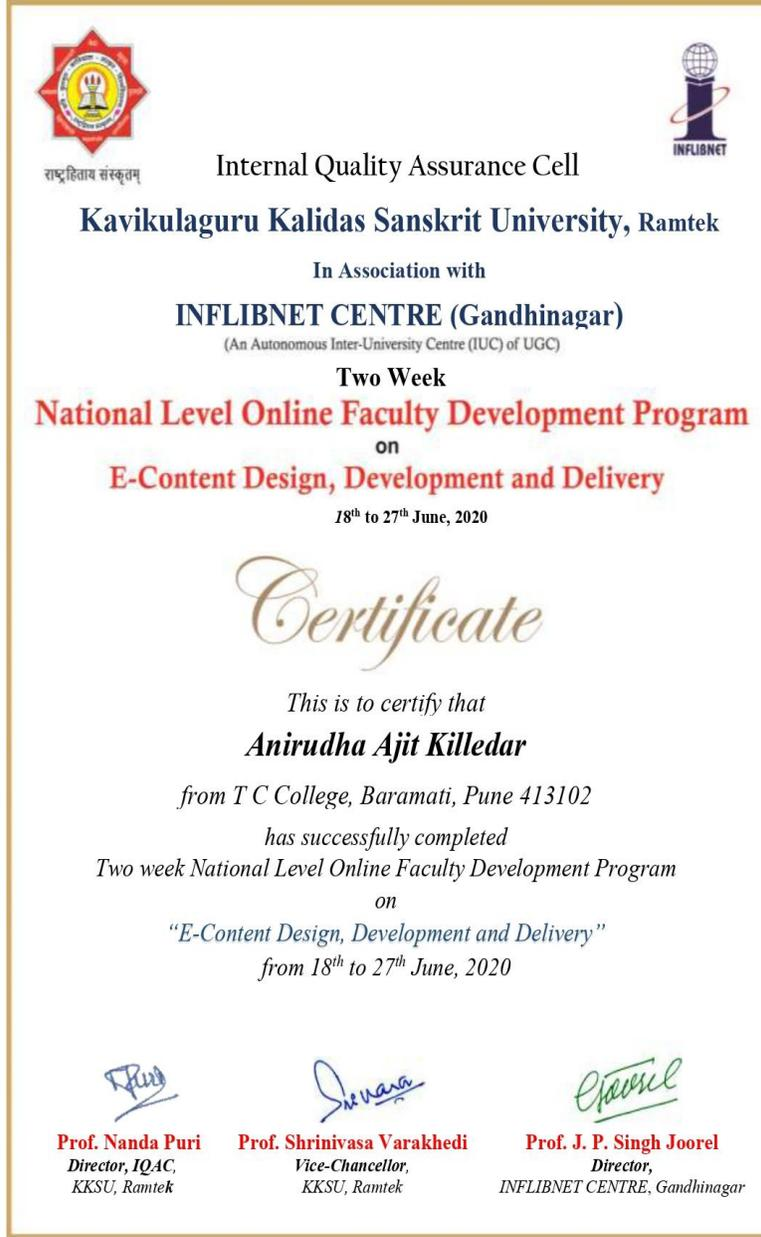 राष्ट्रहिताय संस्कृतम्
INFLIBNET
Internal Quality Assurance Cell
Kavikulaguru Kalidas Sanskrit University, Ramtek
In Association with
INFLIBNET CENTRE (Gandhinagar)
(An Autonomous Inter-University Centre (IUC) of UGC)
Two Week
National Level Online Faculty Development Program
on
E-Content Design, Development and Delivery
18th to 27th June, 2020
Certificate
This is to certify that
Anirudha Ajit Killedar
from T C College, Baramati, Pune 413102
has successfully completed
Two week National Level Online Faculty Development Program
on
“E-Content Design, Development and Delivery”
from 18th to 27th June, 2020
Prof. Nanda Puri
Director, IQAC,
KKSU, Ramtek
Prof. Shrinivasa Varakhedi
Vice-Chancellor,
KKSU, Ramtek
Prof. J. P. Singh Joorel
Director,
INFLIBNET CENTRE, Gandhinagar